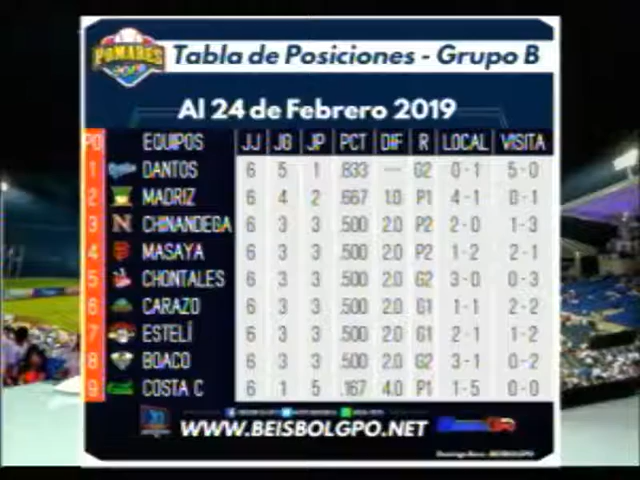 POMARES
2019
Tabla de Posiciones - Grupo B
Al 24 de Febrero 2019
PO EQUIPOS JJ JG JP PCT DIF R LOCAL VISITA
1 DANTOS 6 5 1 .833 --- G2 0 - 1 5 - 0
2 MADRIZ 6 4 2 .667 1.0 P1 4 - 1 0 - 1
3 CHINANDEGA 6 3 3 .500 2.0 P2 2 - 0 1 - 3
4 MASAYA 6 3 3 .500 2.0 P2 1 - 2 2 - 1
5 CHONTALES 6 3 3 .500 2.0 G2 3 - 0 0 - 3
6 CARAZO 6 3 3 .500 2.0 G1 1 - 1 2 - 2
7 ESTELÍ 6 3 3 .500 2.0 G1 2 - 1 1 - 2
8 BOACO 6 3 3 .500 2.0 G2 3 - 1 0 - 2
9 COSTA C 6 1 5 .167 4.0 P1 1 - 5 0 - 0
WWW.BEISBOLGPO.NET